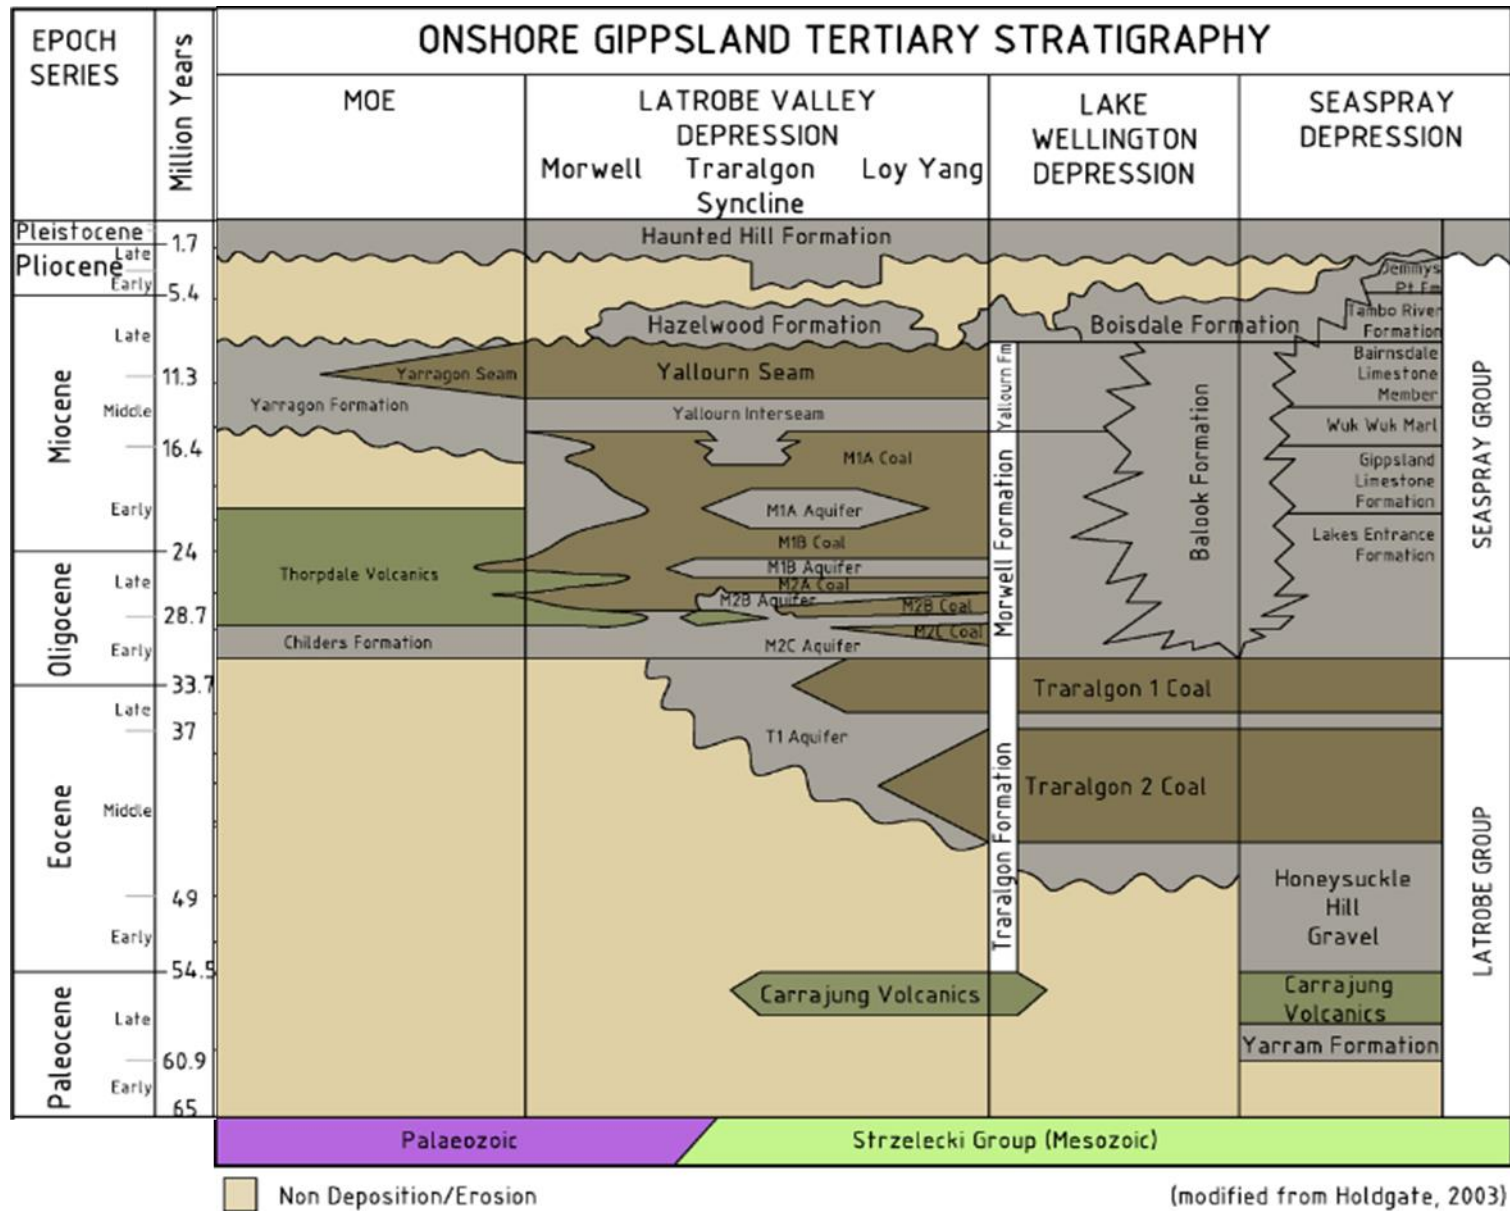 ONSHORE GIPPSLAND TERTIARY STRATIGRAPHY
EPOCH
SERIES
Million Years
MOE
LATROBE VALLEY
DEPRESSION
Morwell
Traralgon
Syncline
Loy Yang
LAKE
WELLINGTON
DEPRESSION
SEASPRAY
DEPRESSION
Pleistocene
Pliocene
Late
Early
Miocene
Late
Middle
Early
Oligocene
Late
Early
Eocene
Late
Middle
Early
Paleocene
Late
Early
1.7
5.4
11.3
16.4
24
28.7
33.7
37
49
54.5
60.9
65
Haunted Hill Formation
Hazelwood Formation
Boisdale Formation
Jemmys
Pt Fm
Tambo River
Formation
Yarragon Seam
Yarragon Formation
Yallourn Seam
Yallourn Interseam
Yallourn Fm
M1A Coal
M1A Aquifer
M1B Coal
M1B Aquifer
M2A Coal
M2B Aquifer
M2B Coal
M2C Coal
M2C Aquifer
Thorpdale Volcanics
Childers Formation
Morwell Formation
Balook Formation
Bairnsdale
Limestone
Member
Wuk Wuk Marl
Gippsland
Limestone
Formation
Lakes Entrance
Formation
SEASPRAY GROUP
T1 Aquifer
Traralgon 1 Coal
Traralgon 2 Coal
Traralgon Formation
Honeysuckle
Hill
Gravel
Carrajung Volcanics
Carrajung
Volcanics
Yarram Formation
LATROBE GROUP
Palaeozoic
Strzelecki Group (Mesozoic)
Non Deposition/Erosion
(modified from Holdgate, 2003)